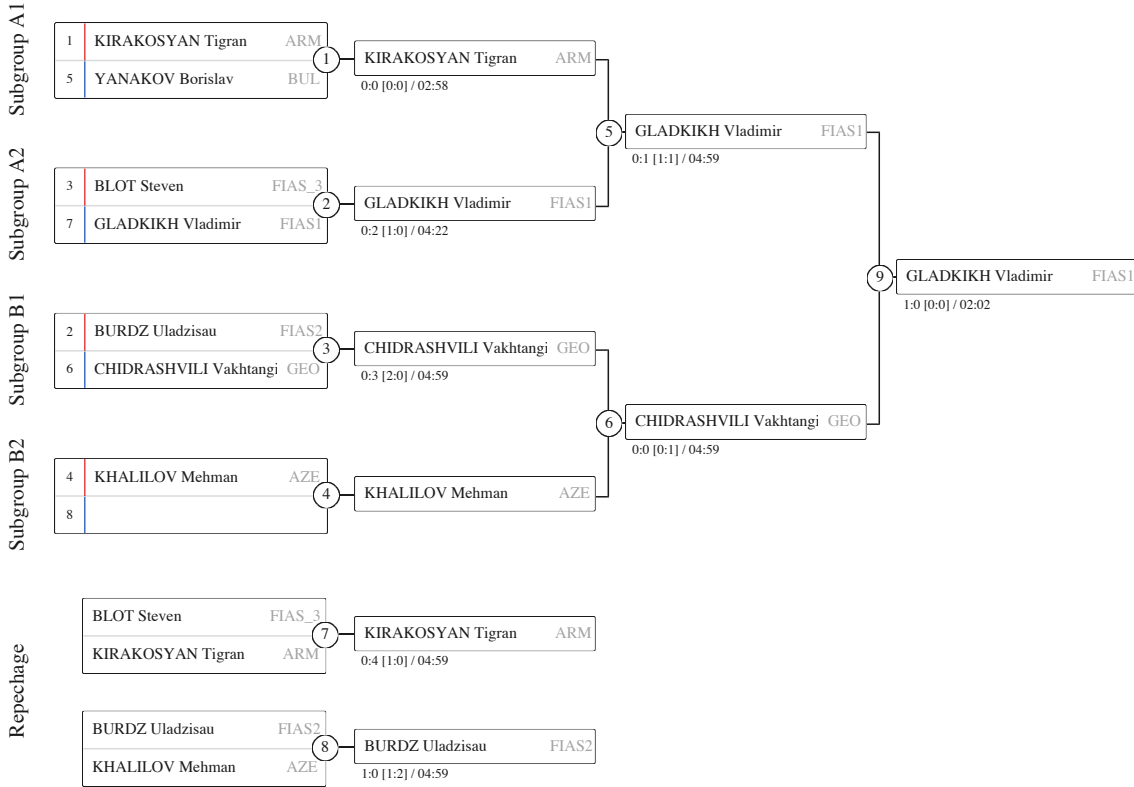 Subgroup A1
1 KIRAKOSYAN Tigran ARM
5 YANAKOV Borislav BUL
1
KIRAKOSYAN Tigran ARM
0:0 [0:0] / 02:58
5
GLADKIKH Vladimir FIAS1
0:1 [1:1] / 04:59
Subgroup A2
3 BLOT Steven FIAS_3
7 GLADKIKH Vladimir FIAS1
2
GLADKIKH Vladimir FIAS1
0:2 [1:0] / 04:22
9
GLADKIKH Vladimir FIAS1
1:0 [0:0] / 02:02
Subgroup B1
2 BURDZ Uladzisau FIAS2
6 CHIDRASHVILI Vakhtangi GEO
3
CHIDRASHVILI Vakhtangi GEO
0:3 [2:0] / 04:59
6
CHIDRASHVILI Vakhtangi GEO
0:0 [0:1] / 04:59
Subgroup B2
4 KHALILOV Mehman AZE
8
4
KHALILOV Mehman AZE
Repechage
BLOT Steven FIAS_3
KIRAKOSYAN Tigran ARM
7
KIRAKOSYAN Tigran ARM
0:4 [1:0] / 04:59
BURDZ Uladzisau FIAS2
KHALILOV Mehman AZE
8
BURDZ Uladzisau FIAS2
1:0 [1:2] / 04:59